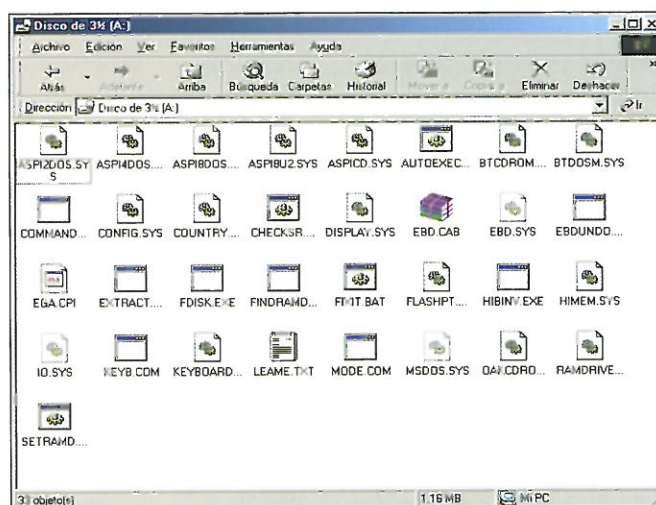 Disco de 3½ (A:)
Archivo Edición Ver Favoritos Herramientas Ayuda
Atrás Adelante Arriba Búsqueda Carpetas Historial Mover a Copiar a Eliminar Deshacer »
Dirección Disco de 3½ (A:) Ir
ASPI2DOS.SY
S
ASPI4DOS.... ASPI8DOS.... ASPI8U2.SYS ASPICD.SYS AUTOEXEC... BTCDROM.... BTDOSM.SYS
COMMAND... CONFIG.SYS COUNTRY.... CHECKSR.... DISPLAY.SYS EBD.CAB EBD.SYS EBDUNDO....
EGA.CPI EXTRACT.... FDISK.EXE FINDRAMD... FIXIT.BAT FLASHPT.... HIBINV.EXE HIMEM.SYS
IO.SYS KEYB.COM KEYBOARD... LEAME.TXT MODE.COM MSDOS.SYS OAKCDRO... RAMDRIVE...
SETRAMD....
33 objeto(s) 1.16 MB Mi PC